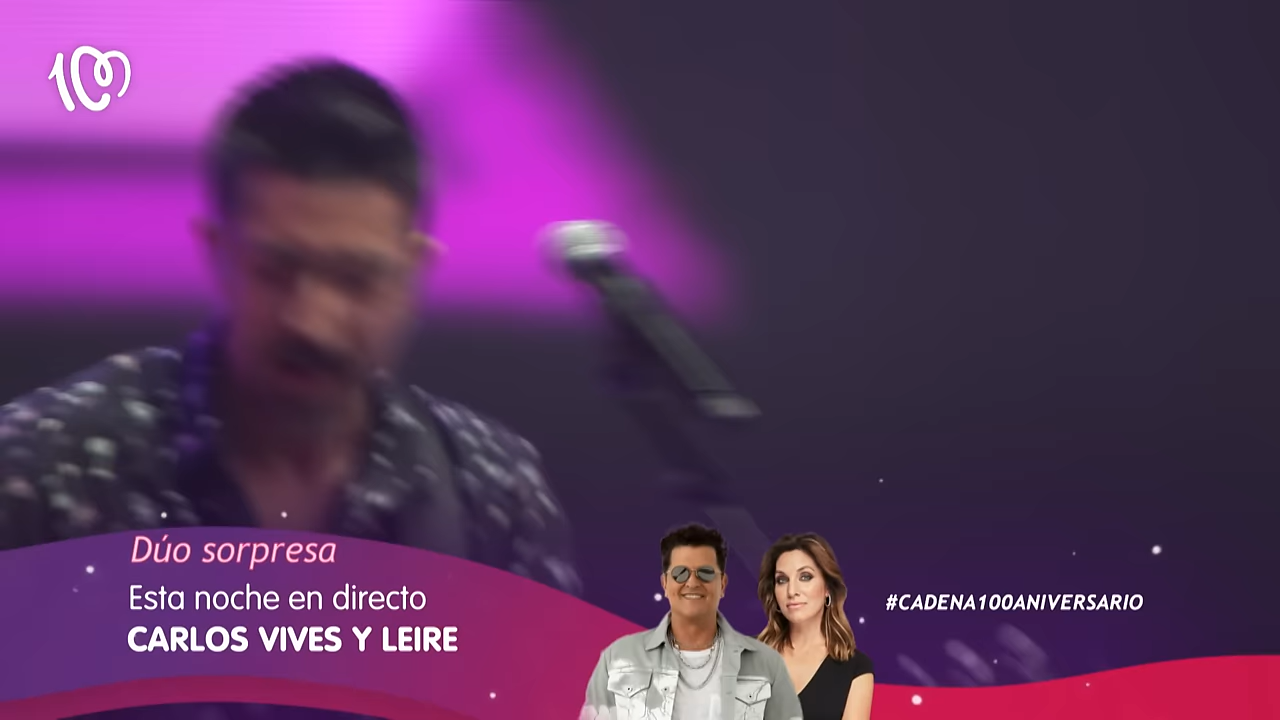 100
Dúo sorpresa
Esta noche en directo
CARLOS VIVES Y LEIRE
#CADENA100ANIVERSARIO